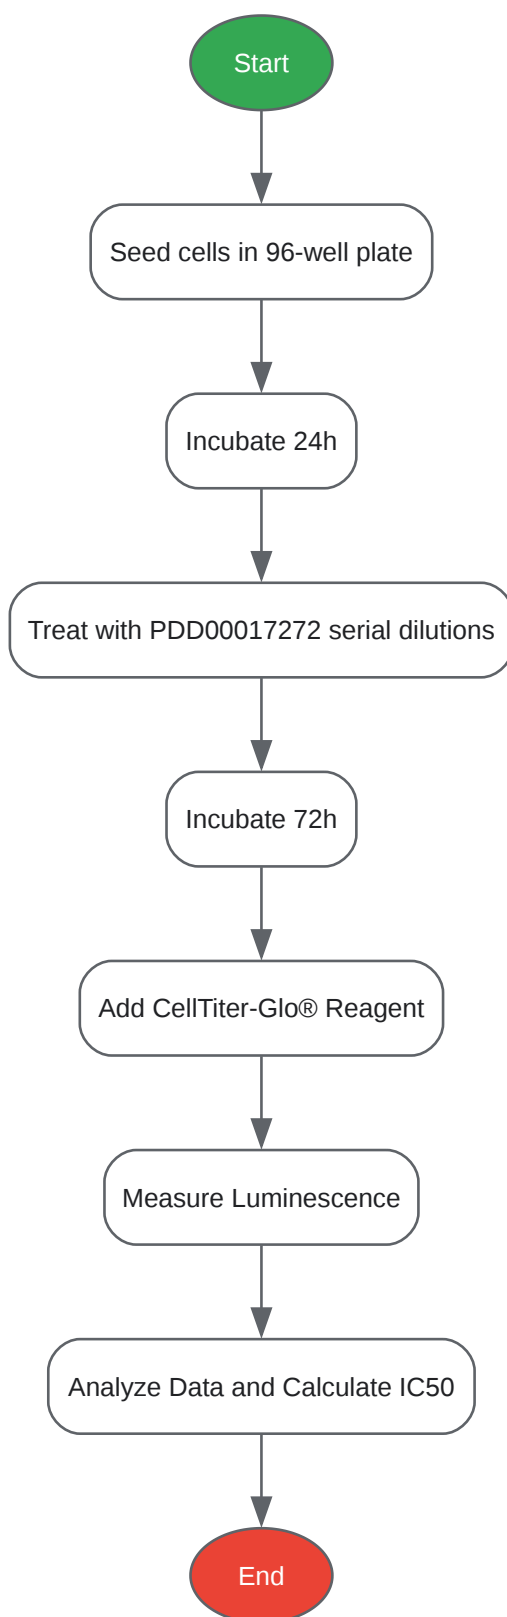 Start
Seed cells in 96-well plate
Incubate 24h
Treat with PDD00017272 serial dilutions
Incubate 72h
Add CellTiter-Glo® Reagent
Measure Luminescence
Analyze Data and Calculate IC50
End